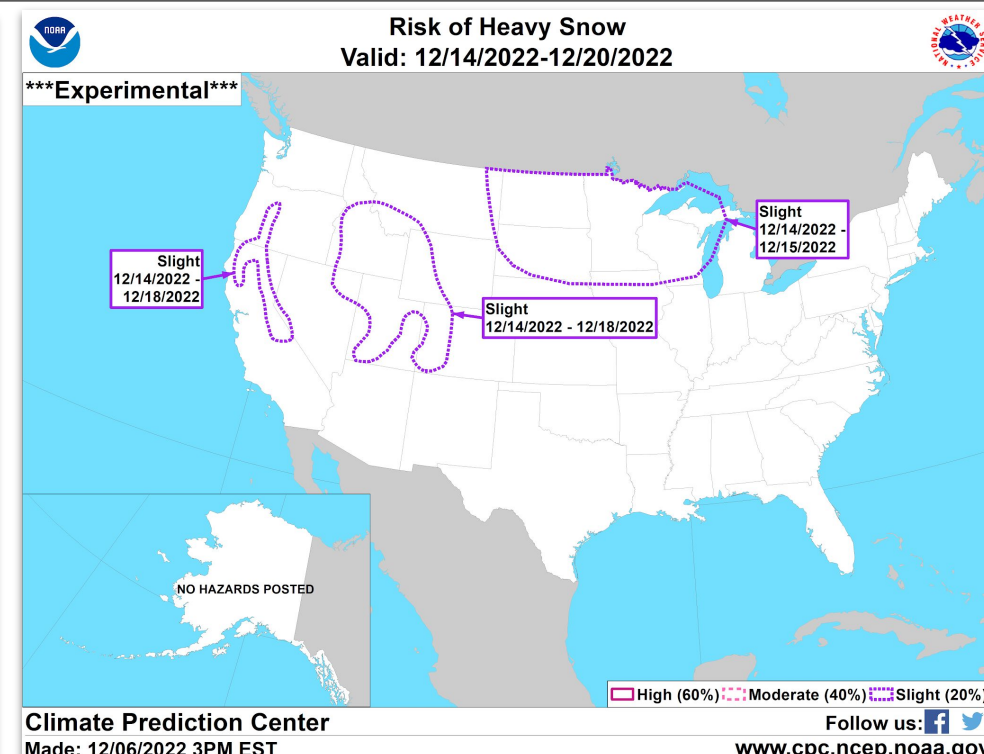 NOAA
Risk of Heavy Snow
Valid: 12/14/2022-12/20/2022
***Experimental***
Slight
12/14/2022 -
12/15/2022
Slight
12/14/2022 -
12/18/2022
Slight
12/14/2022 - 12/18/2022
NO HAZARDS POSTED
High (60%) Moderate (40%) Slight (20%)
Climate Prediction Center
Follow us:
Made: 12/06/2022 3PM EST
www.cpc.ncep.noaa.gov